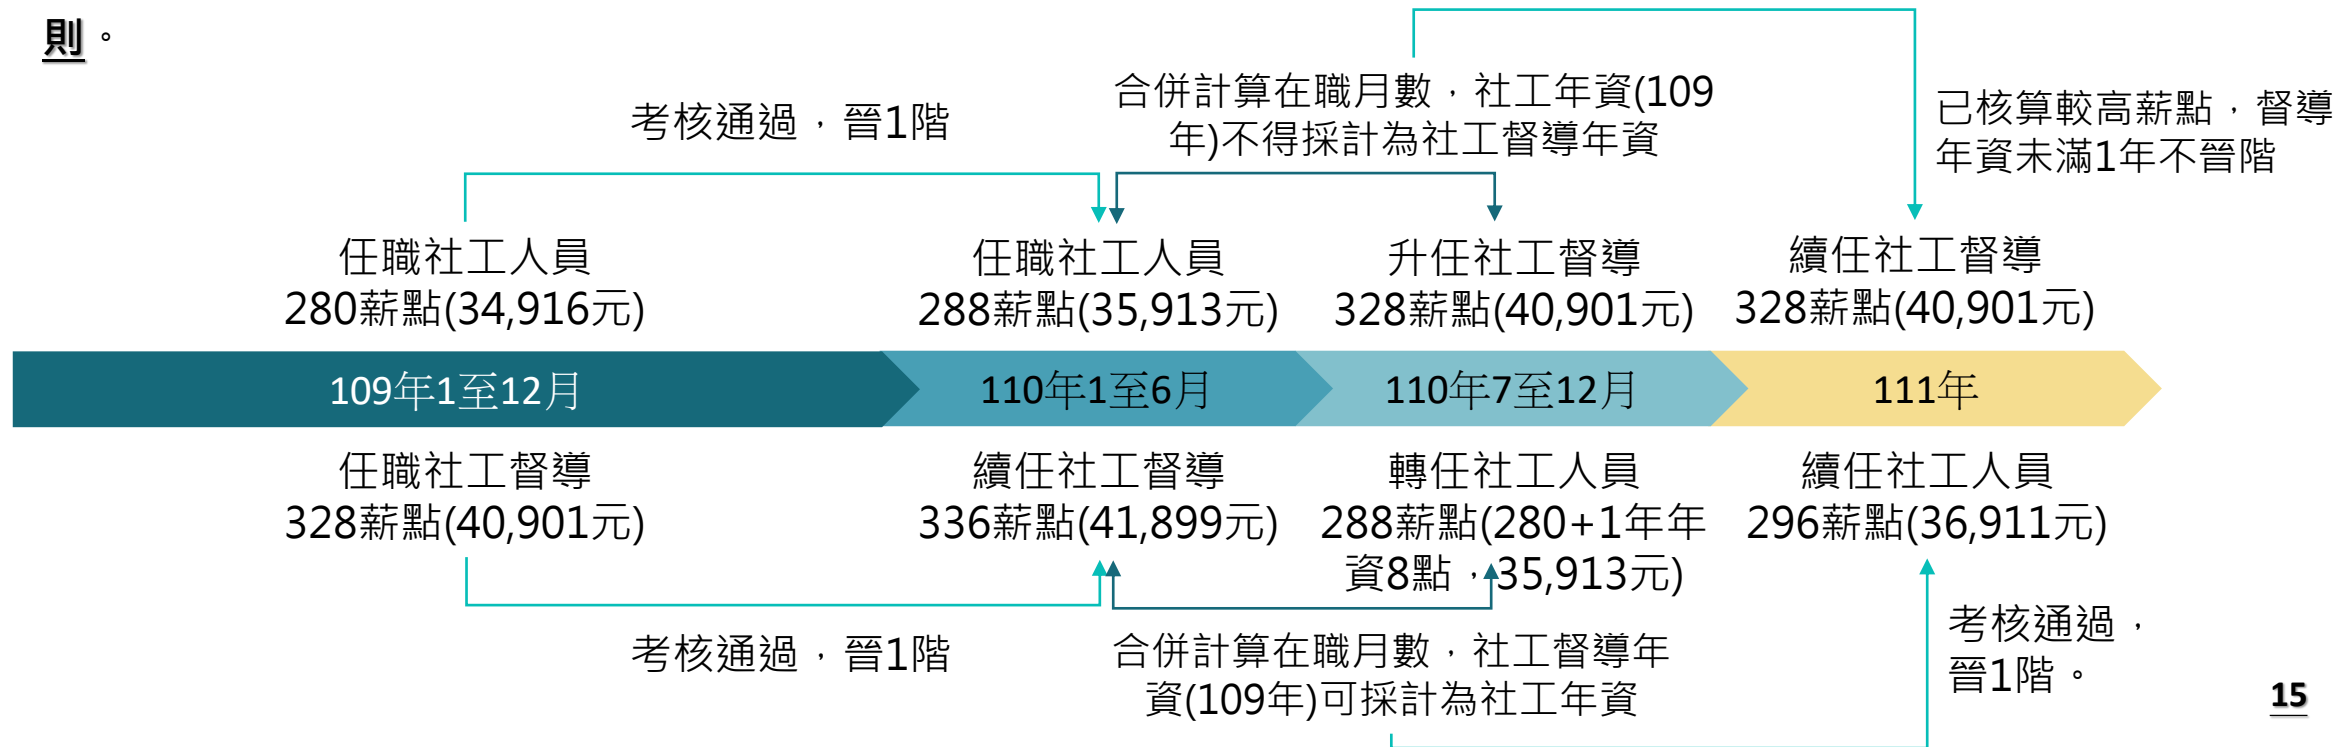 則。
考核通過，晉1階
合併計算在職月數，社工年資(109
年)不得採計為社工督導年資
已核算較高薪點，督導
年資未滿1年不晉階
任職社工人員
280薪點(34,916元)
任職社工人員
288薪點(35,913元)
升任社工督導
328薪點(40,901元)
續任社工督導
328薪點(40,901元)
109年1至12月
110年1至6月
110年7至12月
111年
任職社工督導
328薪點(40,901元)
續任社工督導
336薪點(41,899元)
轉任社工人員
288薪點(280+1年年
資8點，35,913元)
續任社工人員
296薪點(36,911元)
考核通過，晉1階
合併計算在職月數，社工督導年
資(109年)可採計為社工年資
考核通過，
晉1階。
15